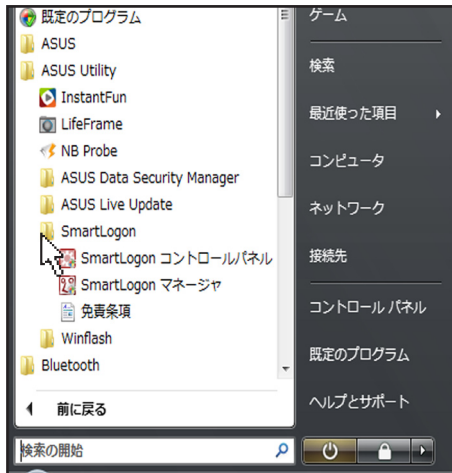 既定のプログラム
ASUS
ASUS Utility
InstantFun
LifeFrame
NB Probe
ASUS Data Security Manager
ASUS Live Update
SmartLogon
SmartLogon コントロールパネル
SmartLogon マネージャ
免責条項
Winflash
Bluetooth
前に戻る
検索の開始
ゲーム
検索
最近使った項目
コンピュータ
ネットワーク
接続先
コントロール パネル
既定のプログラム
ヘルプとサポート